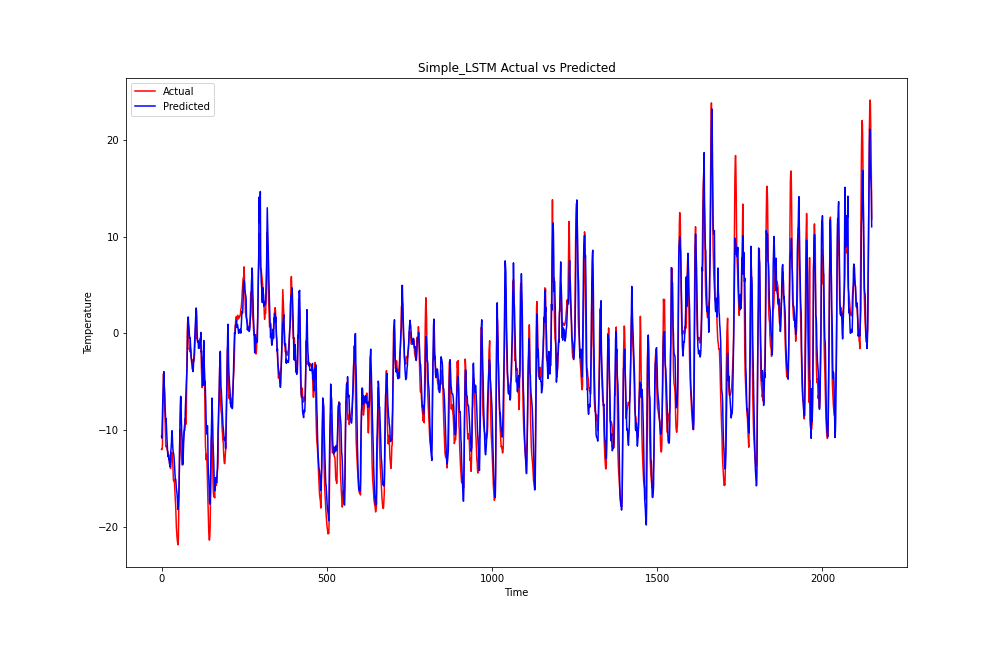 Simple_LSTM Actual vs Predicted
Actual
Predicted
20
10
0
−10
−20
Temperature
0 500 1000 1500 2000
Time